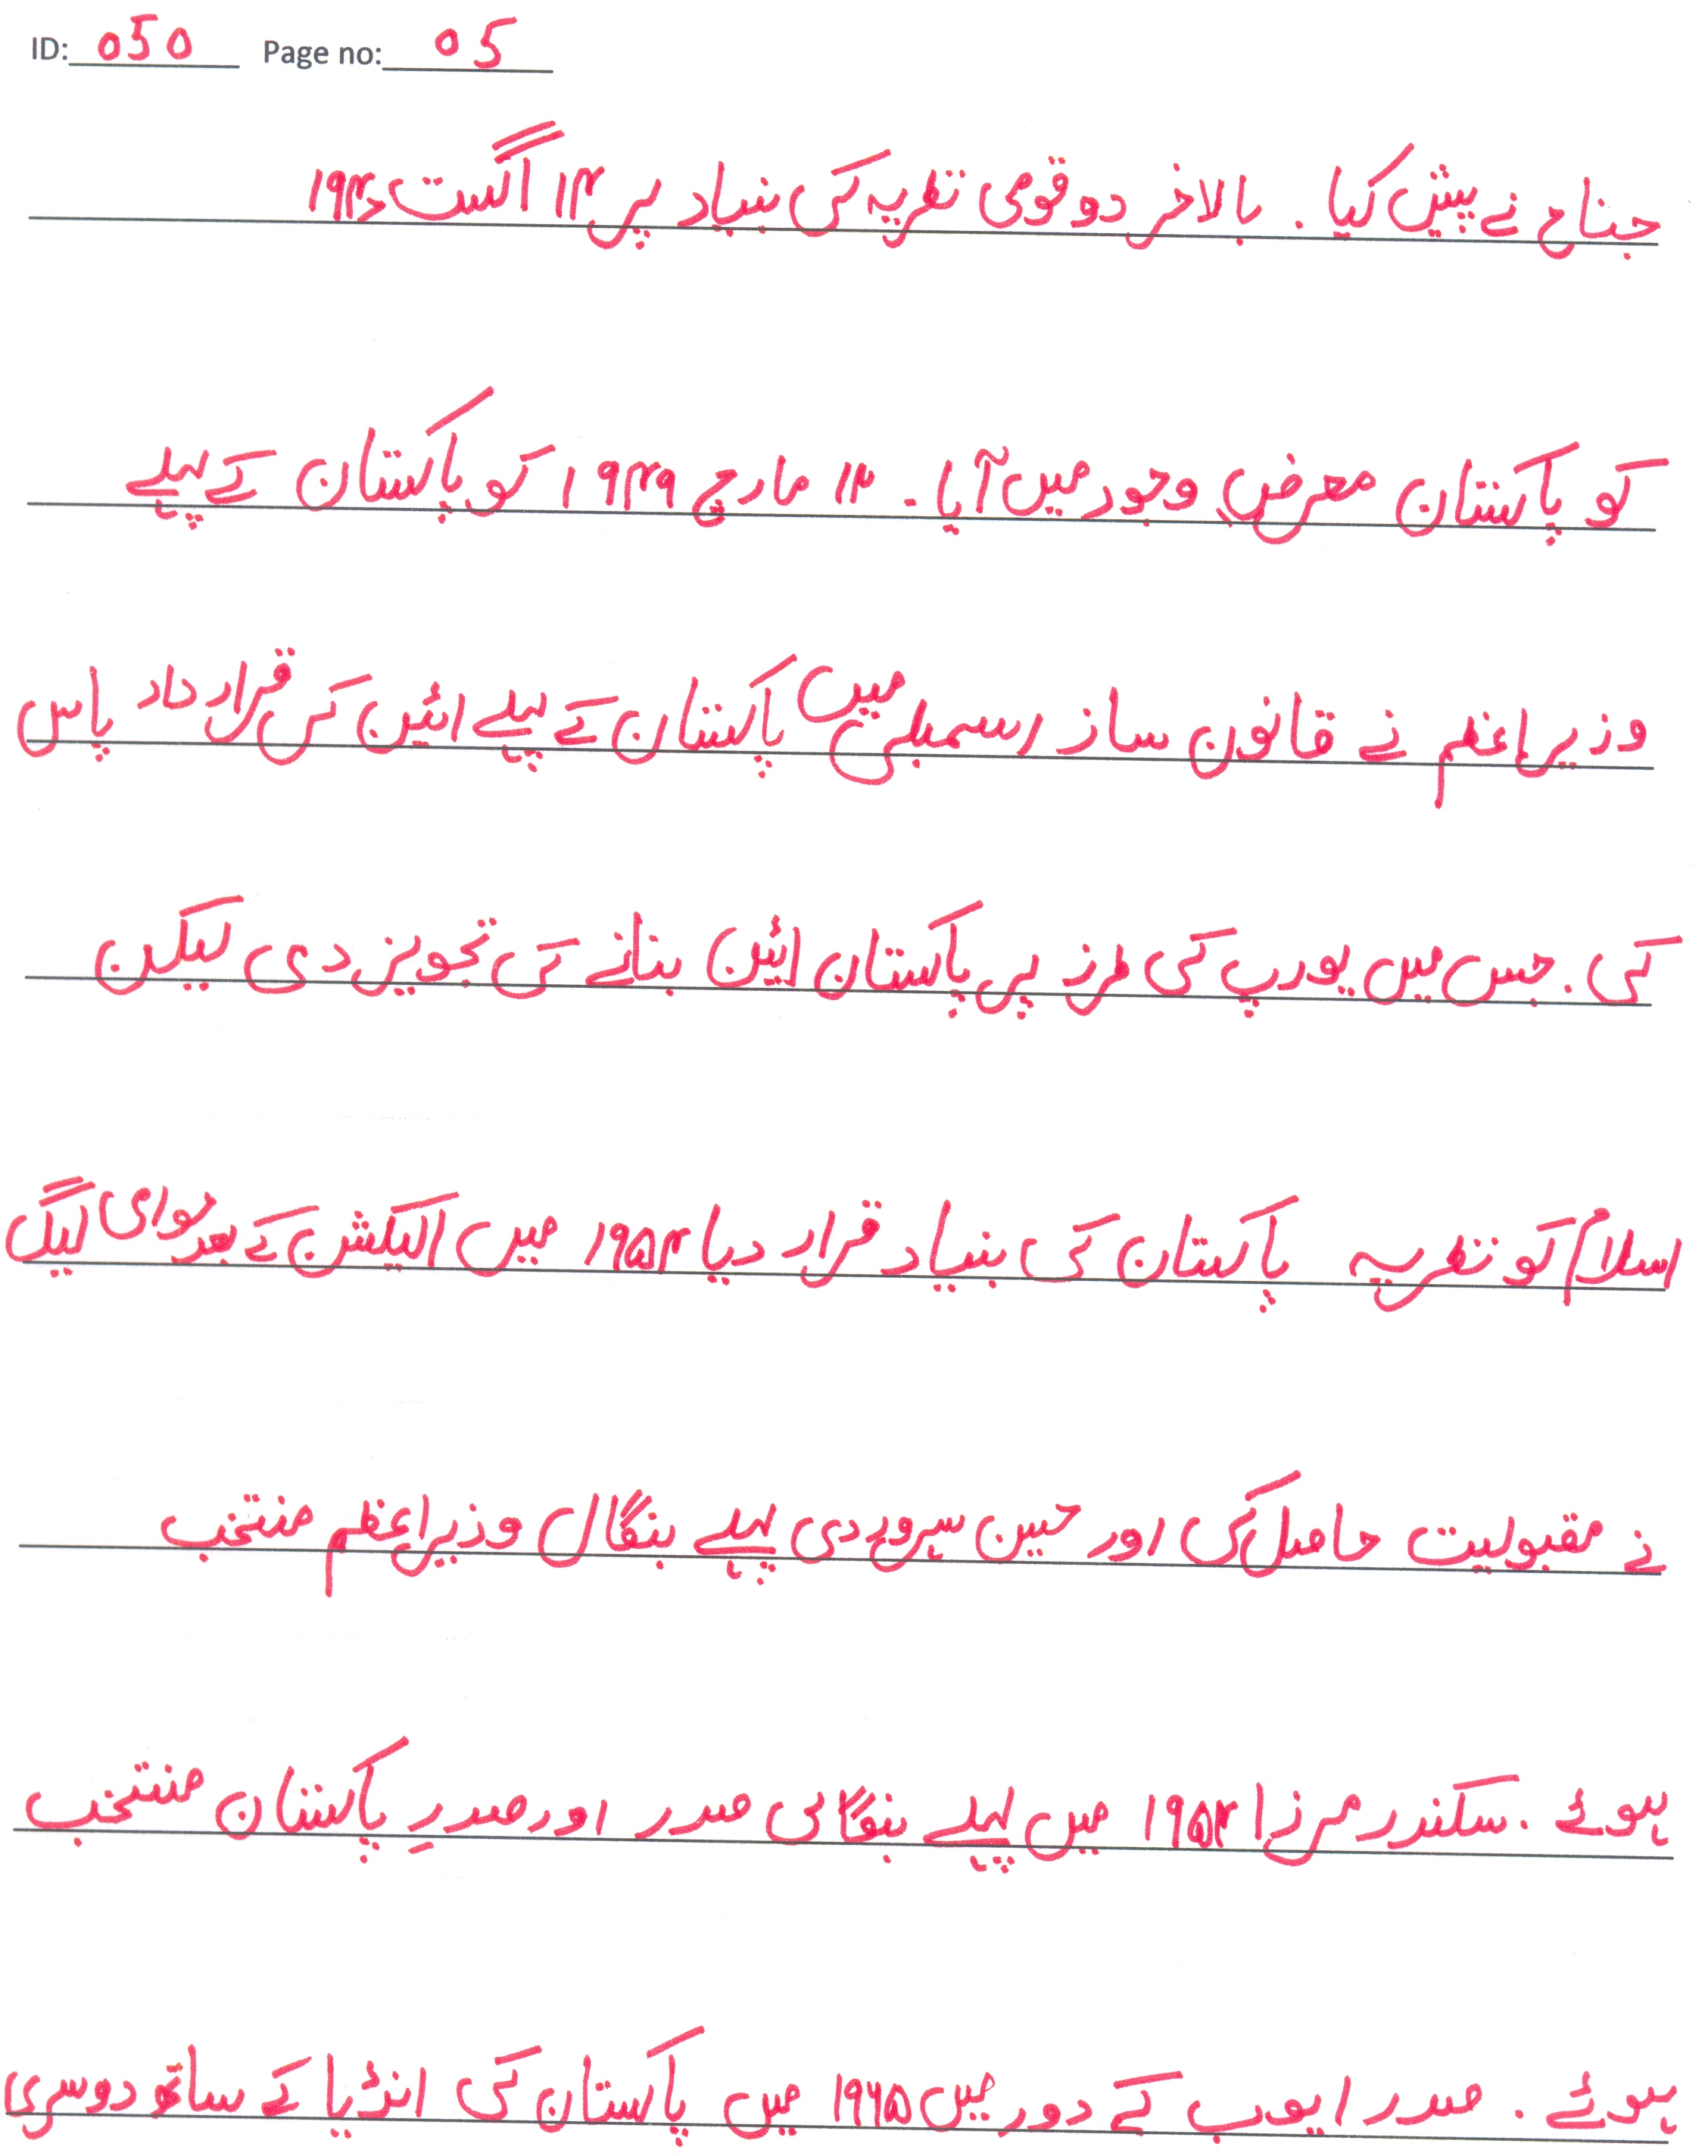 ID: 050 Page no: 05
جناح نے پیش کیا ۔ بالاخر دو قومی نظریہ کی بنیاد پر ۱۴ اگست ۱۹۴۷
کو پاکستان معرضِ وجود میں آیا ۔ ۱۲ مارچ ۱۹۴۹ کو پاکستان کے پہلے
وزیراعظم نے قانون ساز اسمبلی میں پاکستان کے پہلے ائین کی قرارداد پاس
کی . جس میں یورپ کی طرز پر پاکستان ائین بنانے کی تجویز دی لیکن
اسلام کو نظریہ پاکستان کی بنیاد قرار دیا ۱۹۵۴ میں الیکشن کے بعد عوامی لیگ
نے مقبولیت حاصل کی اور حسین سہروردی پہلے بنگال وزیراعظم منتخب
ہوئے . سکندر مرزا ۱۹۵۴ میں پہلے بنگالی صدر اور صدرِ پاکستان منتخب
ہوئے . صدر ایوب کے دور میں ۱۹۶۵ میں پاکستان کی انڈیا کے ساتھ دوسری